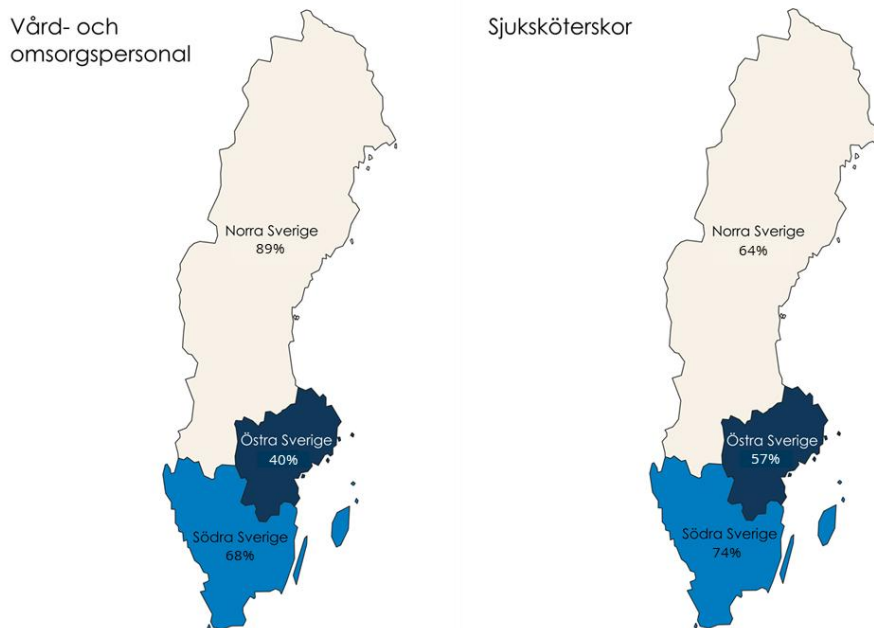 Vård- och
omsorgspersonal
Norra Sverige
89%
Östra Sverige
40%
Södra Sverige
68%
Sjuksköterskor
Norra Sverige
64%
Östra Sverige
57%
Södra Sverige
74%